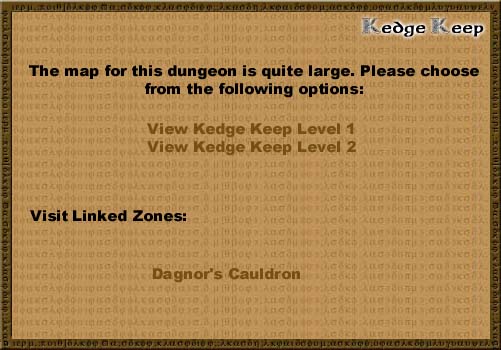 Kedge Keep
The map for this dungeon is quite large. Please choose
from the following options:
View Kedge Keep Level 1
View Kedge Keep Level 2
Visit Linked Zones:
Dagnor's Cauldron